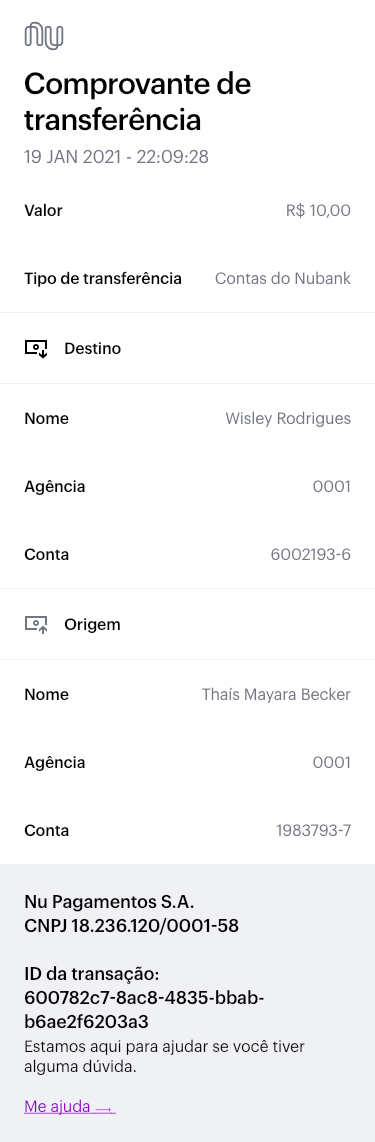 nu
Comprovante de
transferência
19 JAN 2021 - 22:09:28
Valor R$ 10,00
Tipo de transferência Contas do Nubank
Destino
Nome Wisley Rodrigues
Agência 0001
Conta 6002193-6
Origem
Nome Thaís Mayara Becker
Agência 0001
Conta 1983793-7
Nu Pagamentos S.A.
CNPJ 18.236.120/0001-58
ID da transação:
600782c7-8ac8-4835-bbab-
b6ae2f6203a3
Estamos aqui para ajudar se você tiver
alguma dúvida.
Me ajuda